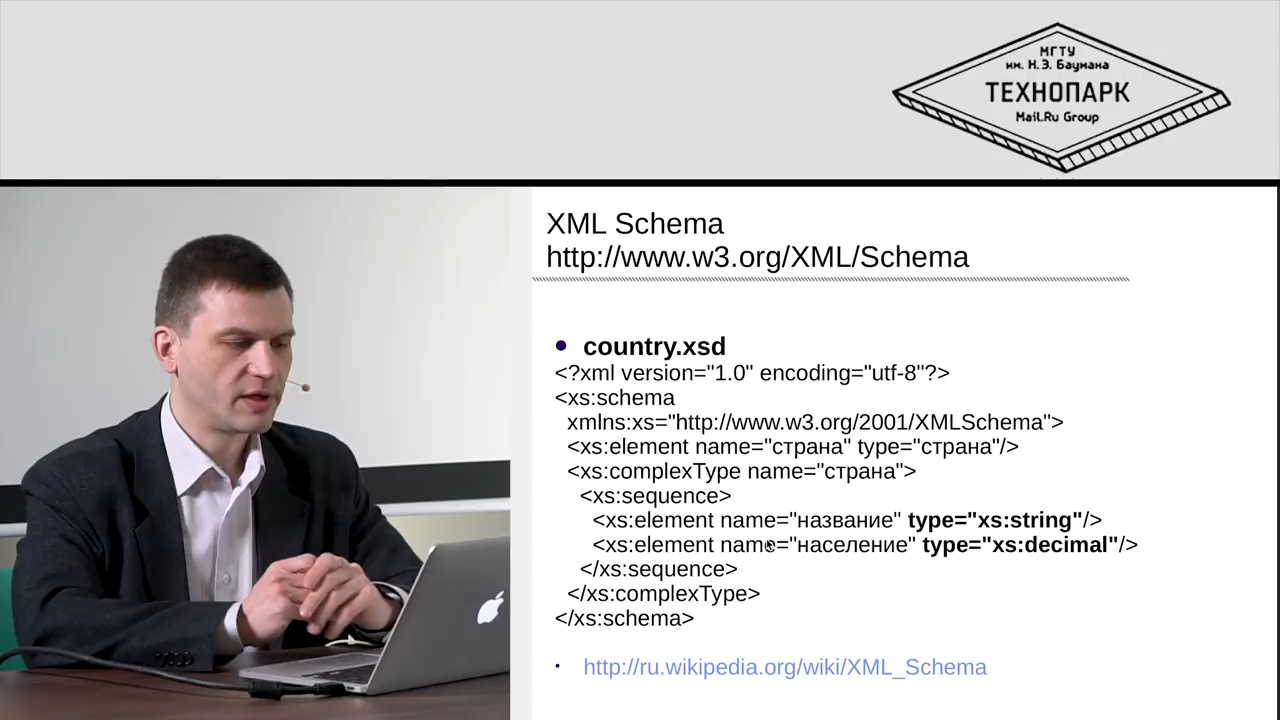 МГТУ
им. Н.Э. Баумана
ТЕХНОПАРК
Mail.Ru Group
XML Schema
http://www.w3.org/XML/Schema
• country.xsd
<?xml version="1.0" encoding="utf-8"?>
<xs:schema
xmlns:xs="http://www.w3.org/2001/XMLSchema">
<xs:element name="страна" type="страна"/>
<xs:complexType name="страна">
<xs:sequence>
<xs:element name="название" type="xs:string"/>
<xs:element name="население" type="xs:decimal"/>
</xs:sequence>
</xs:complexType>
</xs:schema>
• http://ru.wikipedia.org/wiki/XML_Schema